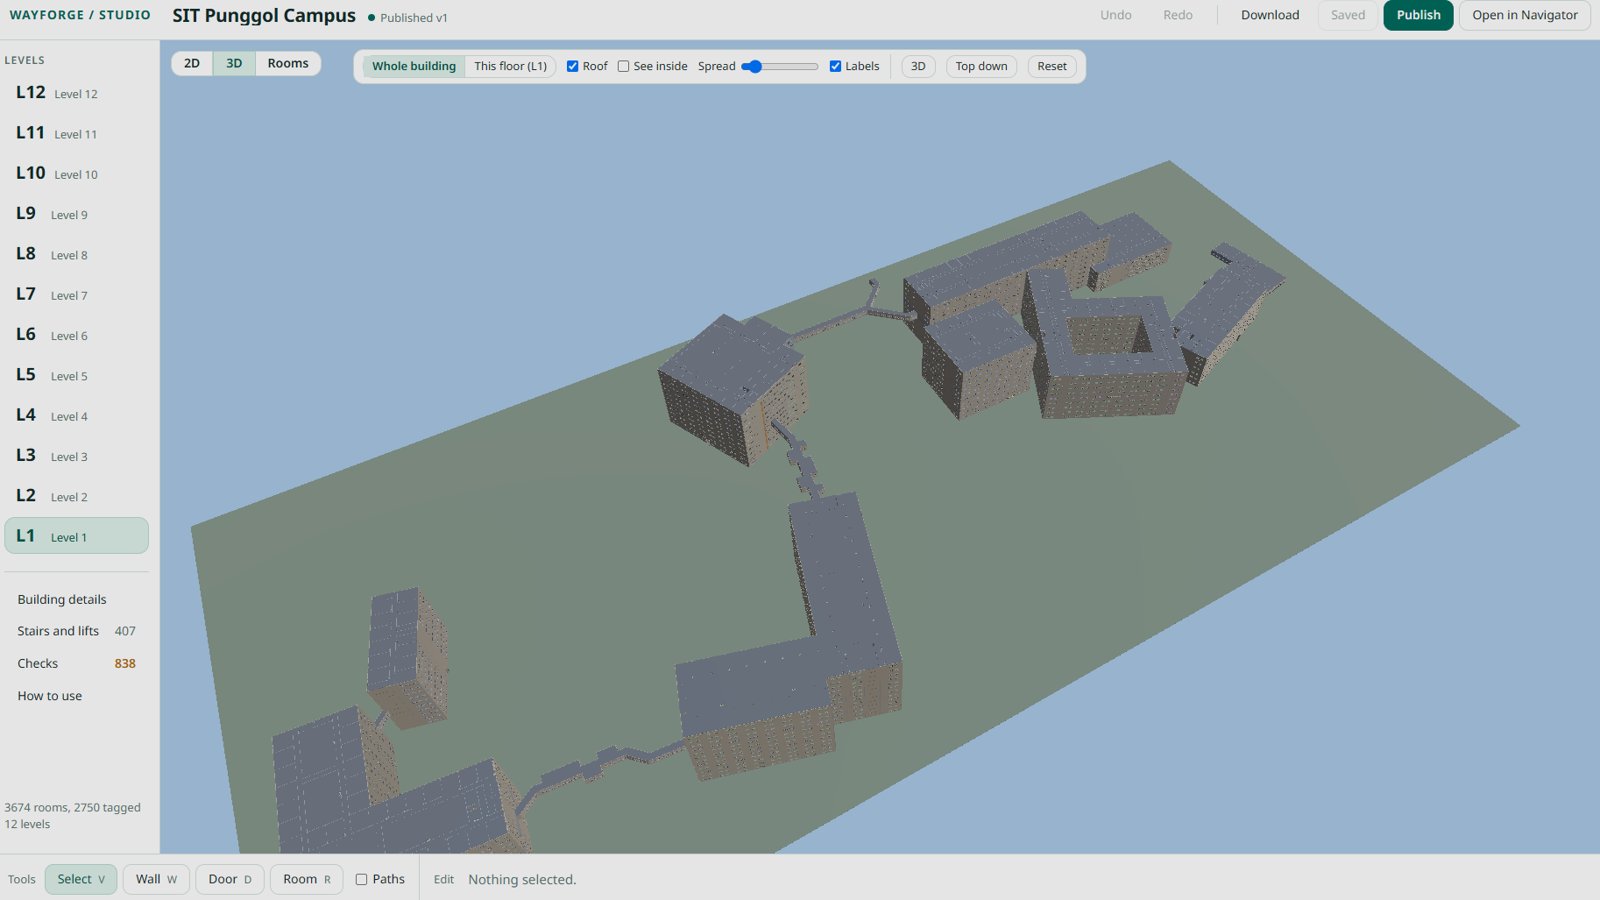 WAYFORGE / STUDIO
SIT Punggol Campus
Published v1
Undo
Redo
Download
Saved
Publish
Open in Navigator
LEVELS
L12 Level 12
L11 Level 11
L10 Level 10
L9 Level 9
L8 Level 8
L7 Level 7
L6 Level 6
L5 Level 5
L4 Level 4
L3 Level 3
L2 Level 2
L1 Level 1
Building details
Stairs and lifts 407
Checks 838
How to use
3674 rooms, 2750 tagged
12 levels
2D
3D
Rooms
Whole building
This floor (L1)
Roof
See inside
Spread
Labels
3D
Top down
Reset
Tools
Select V
Wall W
Door D
Room R
Paths
Edit
Nothing selected.